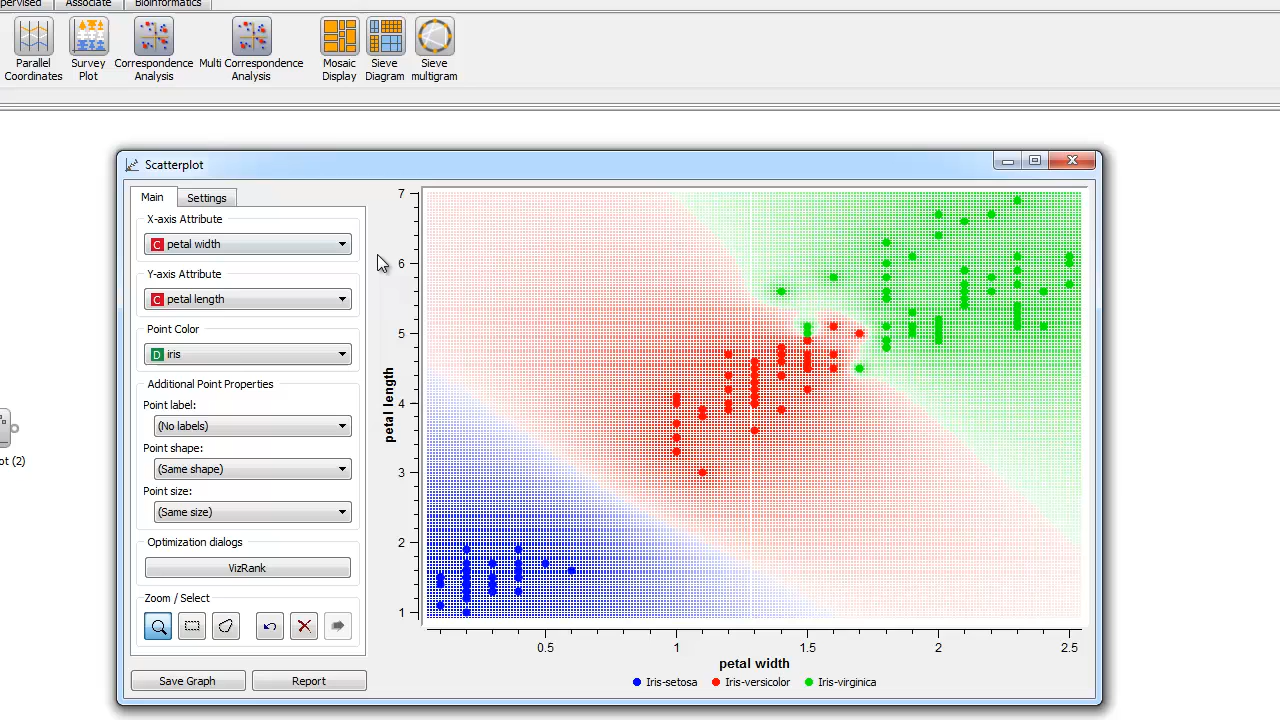 Associate
Bioinformatics
Parallel Coordinates
Survey Plot
Correspondence Analysis
Multi Correspondence Analysis
Mosaic Display
Sieve Diagram
Sieve multigram
Scatterplot
Main
Settings
X-axis Attribute
C petal width
Y-axis Attribute
C petal length
Point Color
D iris
Additional Point Properties
Point label:
(No labels)
Point shape:
(Same shape)
Point size:
(Same size)
Optimization dialogs
VizRank
Zoom / Select
Save Graph
Report
7
6
5
4
3
2
1
petal length
0.5
1
1.5
2
2.5
petal width
Iris-setosa
Iris-versicolor
Iris-virginica
(2)